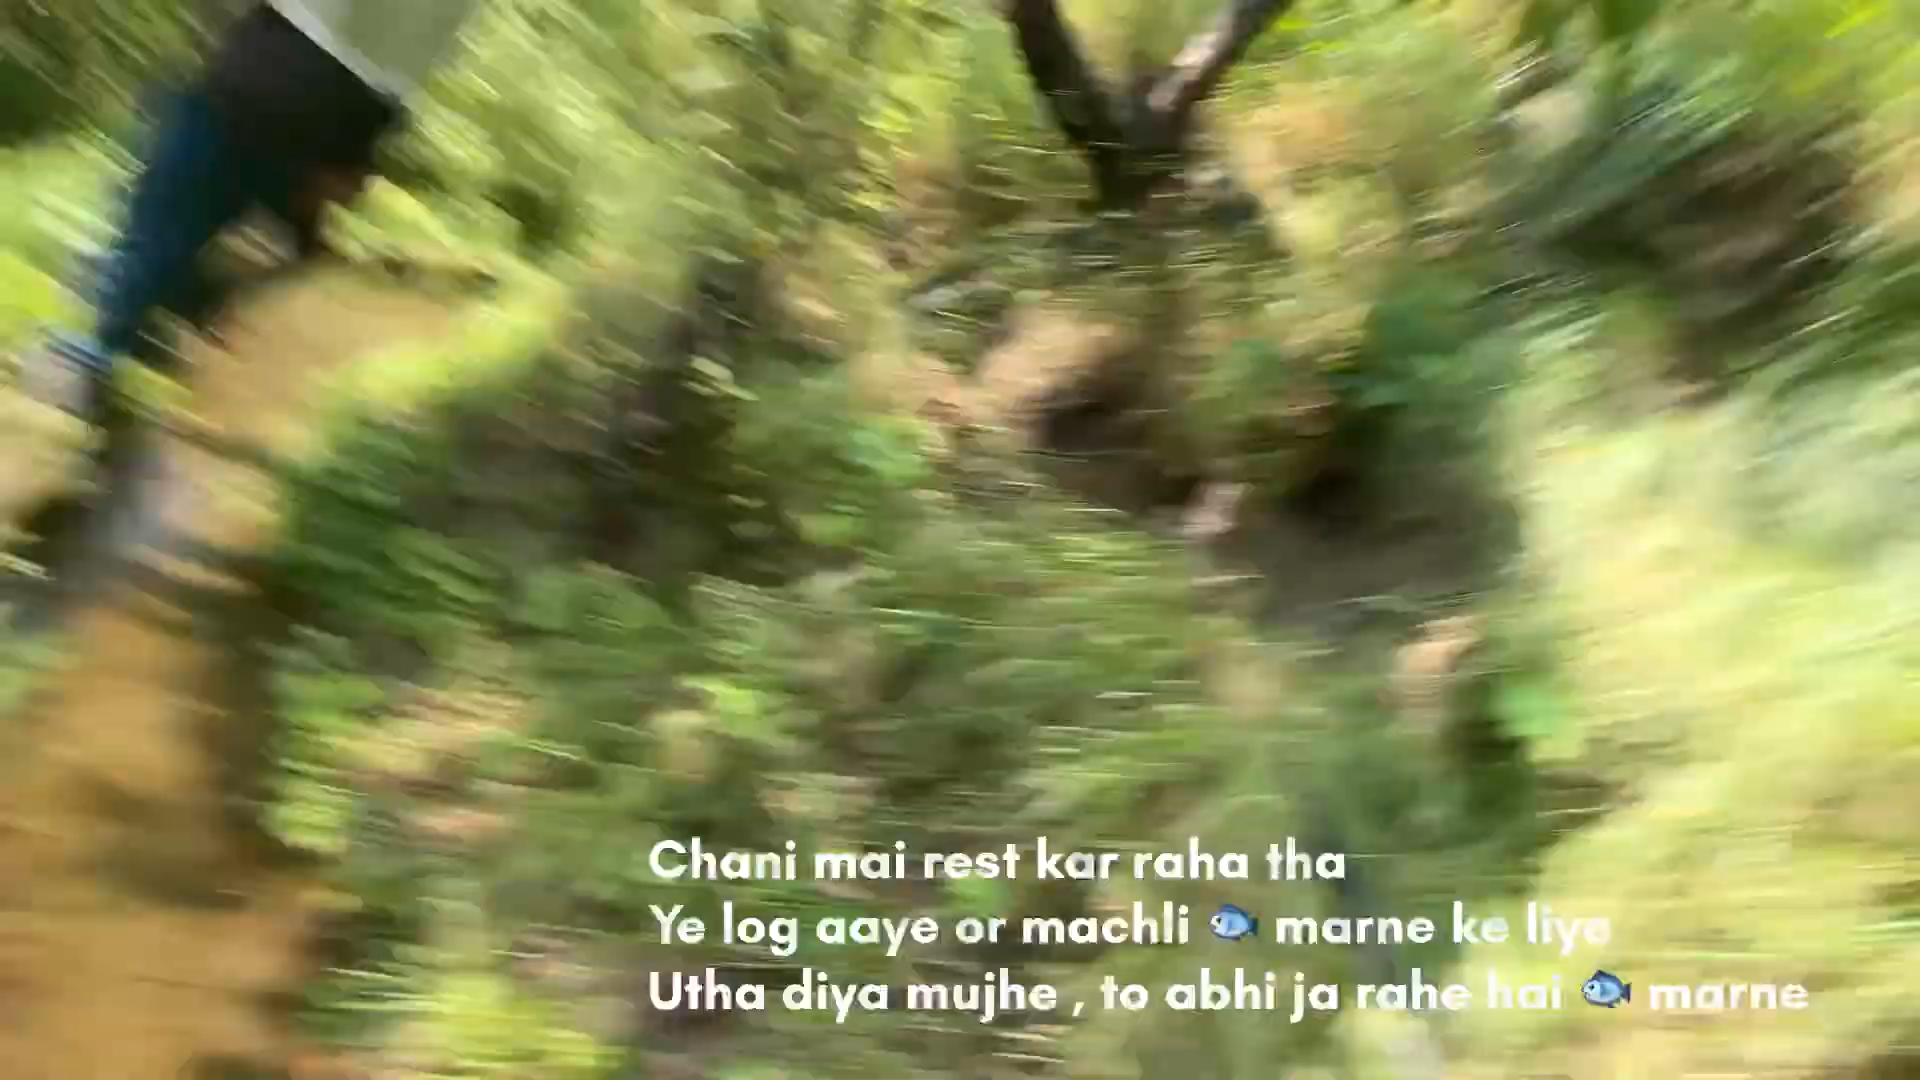 Chani mai rest kar raha tha
Ye log aaye or machli 🐟 marne ke liye
Utha diya mujhe , to abhi ja rahe hai 🐟 marne